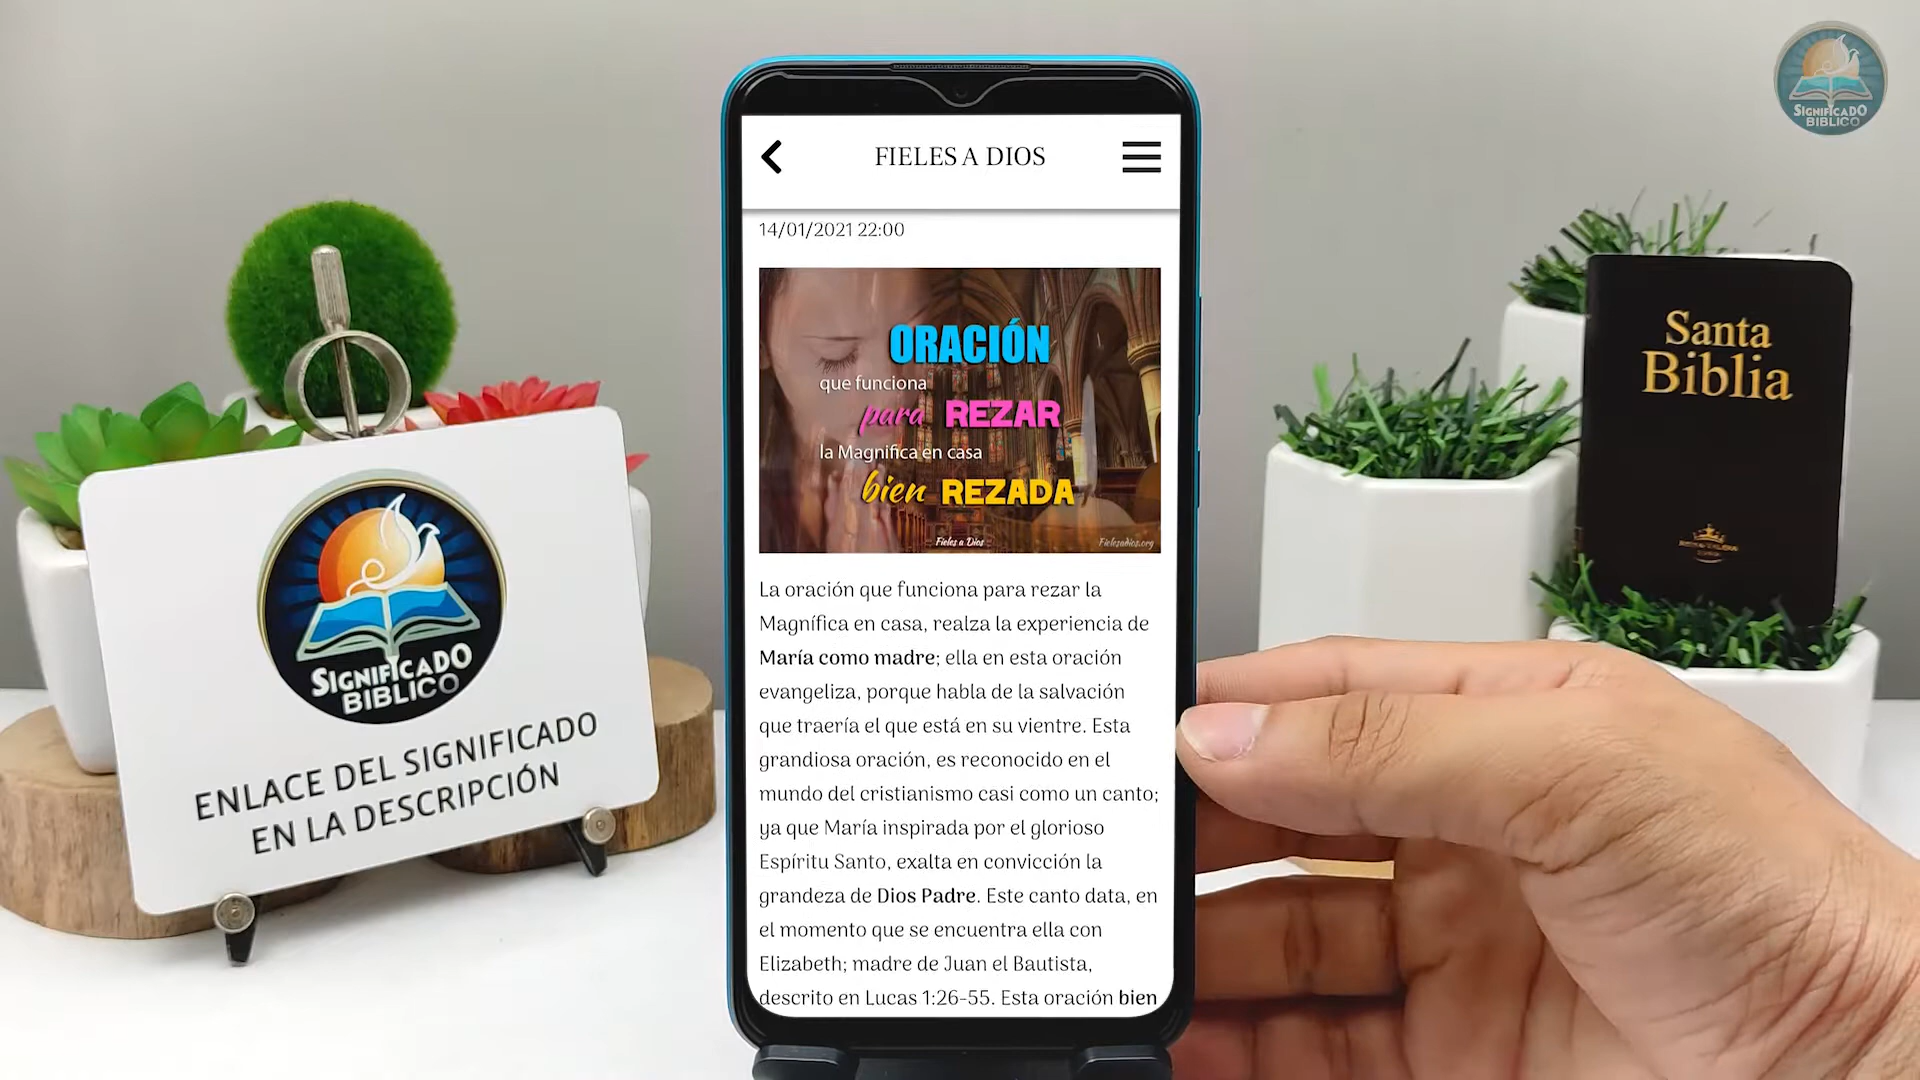 SIGNIFICADO
BIBLICO
ENLACE DEL SIGNIFICADO
EN LA DESCRIPCIÓN
FIELES A DIOS
14/01/2021 22:00
ORACIÓN
que funciona
para REZAR
la Magnifica en casa
bien REZADA
Fieles a Dios
Fielesadios.org
La oración que funciona para rezar la
Magnífica en casa, realza la experiencia de
María como madre; ella en esta oración
evangeliza, porque habla de la salvación
que traería el que está en su vientre. Esta
grandiosa oración, es reconocido en el
mundo del cristianismo casi como un canto;
ya que María inspirada por el glorioso
Espíritu Santo, exalta en convicción la
grandeza de Dios Padre. Este canto data, en
el momento que se encuentra ella con
Elizabeth; madre de Juan el Bautista,
descrito en Lucas 1:26-55. Esta oración bien
Santa
Biblia
SIGNIFICADO
BIBLICO